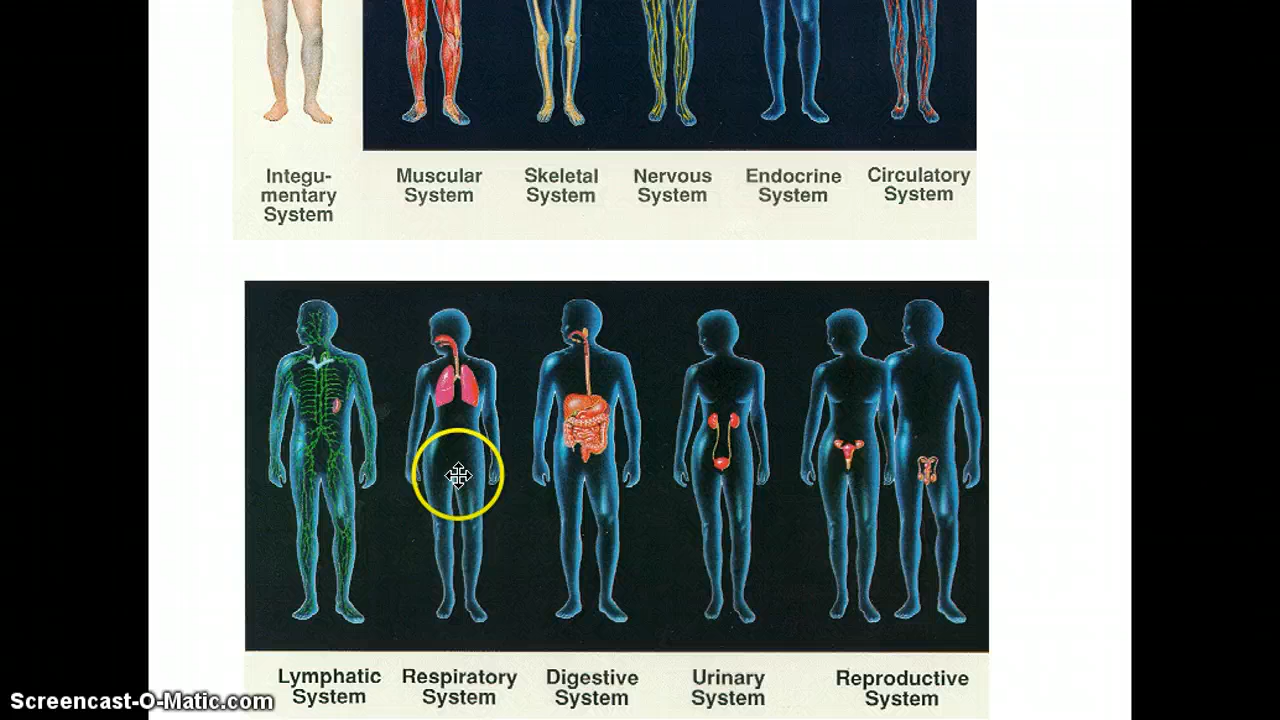 Integu-
mentary
System
Muscular
System
Skeletal
System
Nervous
System
Endocrine
System
Circulatory
System
Lymphatic
System
Respiratory
System
Digestive
System
Urinary
System
Reproductive
System
Screencast-O-Matic.com